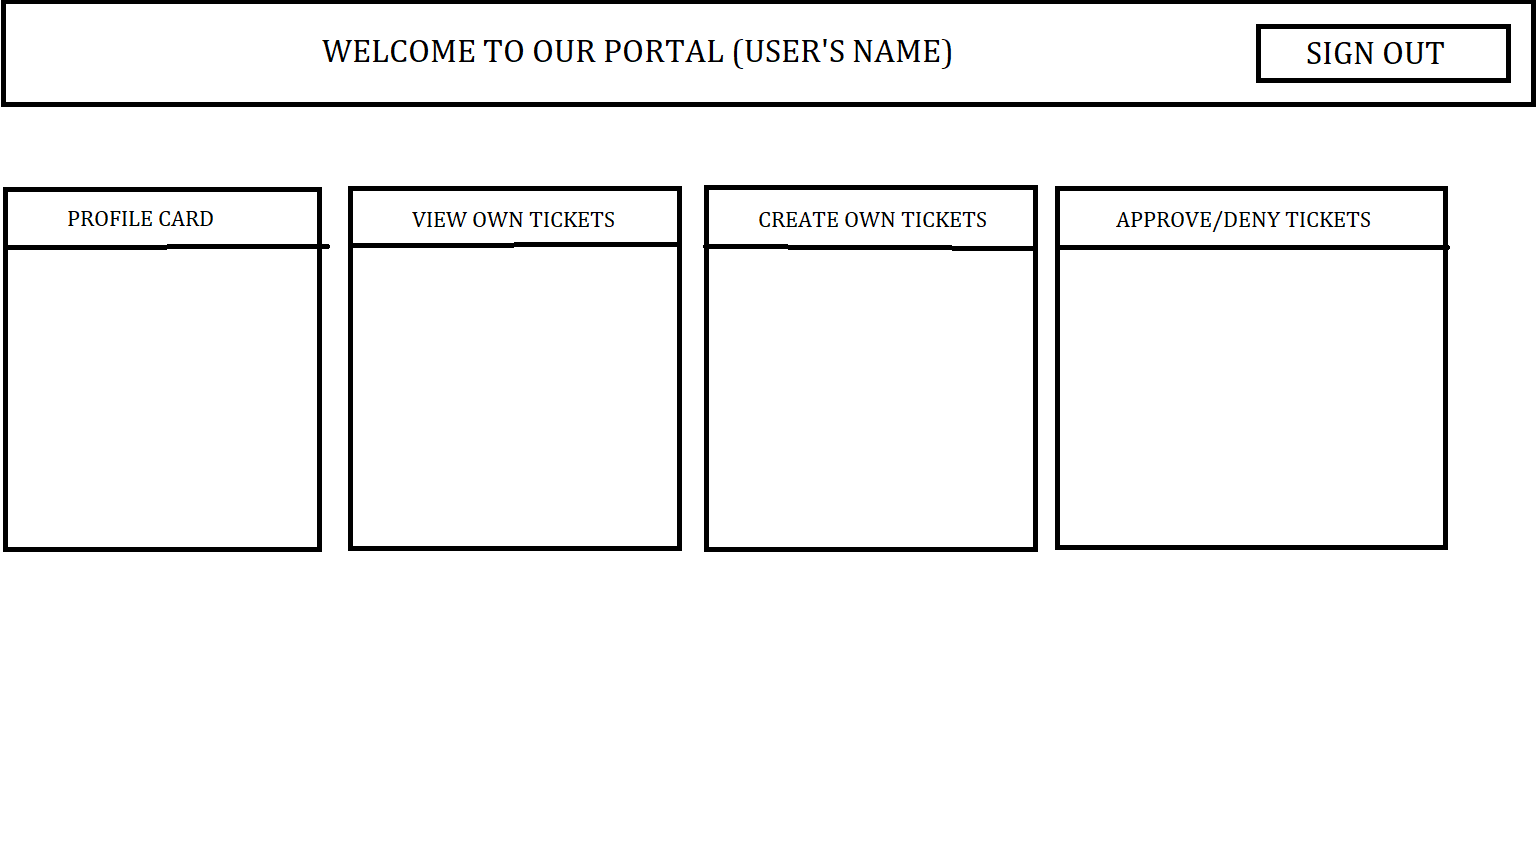 WELCOME TO OUR PORTAL (USER'S NAME)
SIGN OUT
PROFILE CARD
VIEW OWN TICKETS
CREATE OWN TICKETS
APPROVE/DENY TICKETS